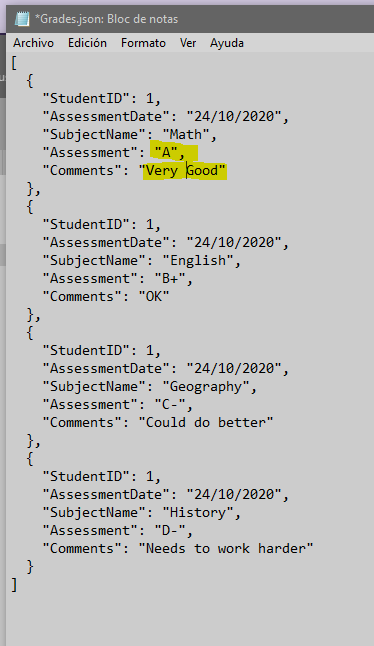 *Grades.json: Bloc de notas
Archivo Edición Formato Ver Ayuda
[
  {
    "StudentID": 1,
    "AssessmentDate": "24/10/2020",
    "SubjectName": "Math",
    "Assessment": "A",
    "Comments": "Very Good"
  },
  {
    "StudentID": 1,
    "AssessmentDate": "24/10/2020",
    "SubjectName": "English",
    "Assessment": "B+",
    "Comments": "OK"
  },
  {
    "StudentID": 1,
    "AssessmentDate": "24/10/2020",
    "SubjectName": "Geography",
    "Assessment": "C-",
    "Comments": "Could do better"
  },
  {
    "StudentID": 1,
    "AssessmentDate": "24/10/2020",
    "SubjectName": "History",
    "Assessment": "D-",
    "Comments": "Needs to work harder"
  }
]